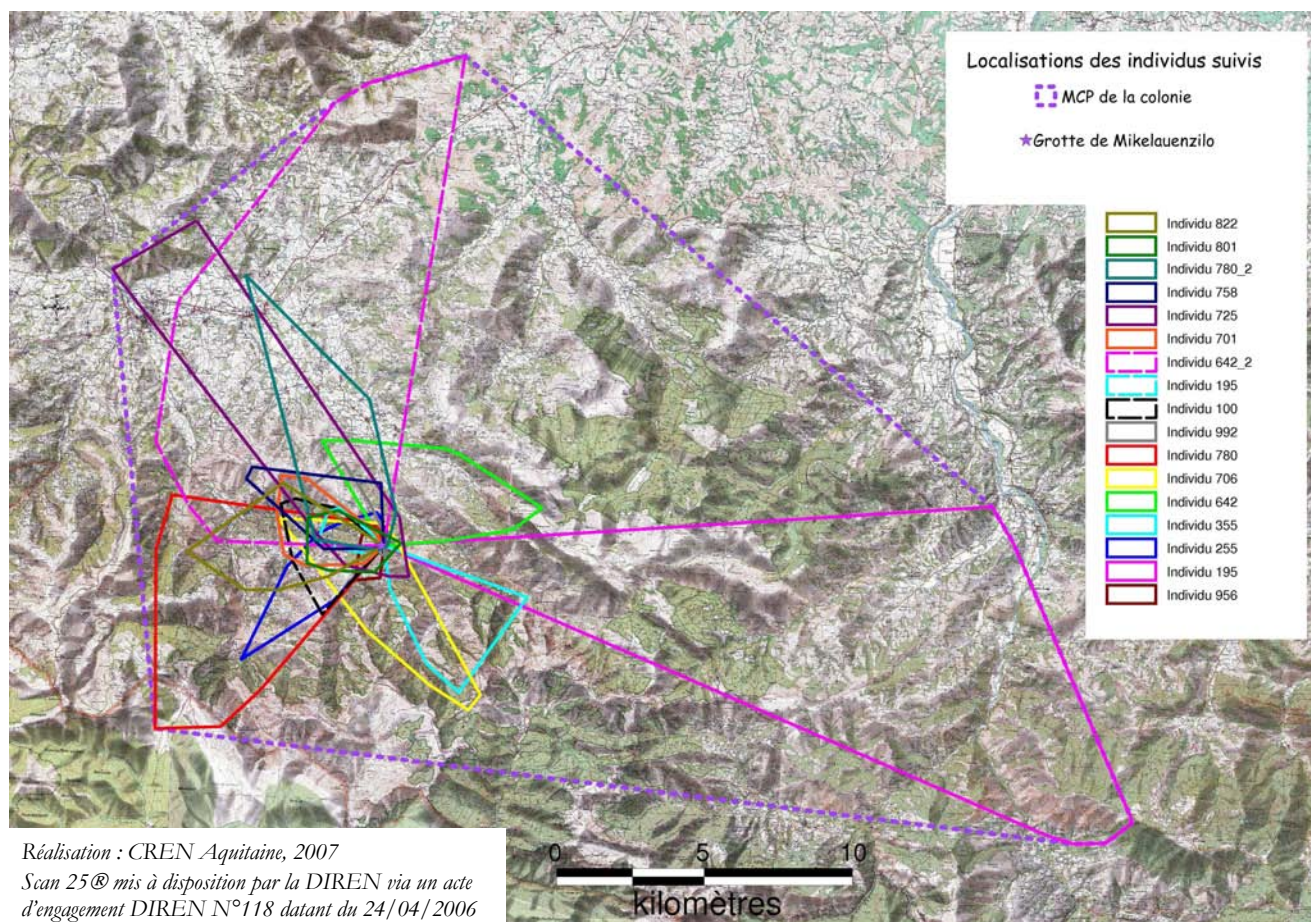 Localisations des individus suivis
MCP de la colonie
Grotte de Mikelauenzilo
Individu 822
Individu 801
Individu 780_2
Individu 758
Individu 725
Individu 701
Individu 642_2
Individu 195
Individu 100
Individu 992
Individu 780
Individu 706
Individu 642
Individu 355
Individu 255
Individu 195
Individu 956
0 5 10
kilomètres
Réalisation : CREN Aquitaine, 2007
Scan 25® mis à disposition par la DIREN via un acte
d'engagement DIREN N°118 datant du 24/04/2006